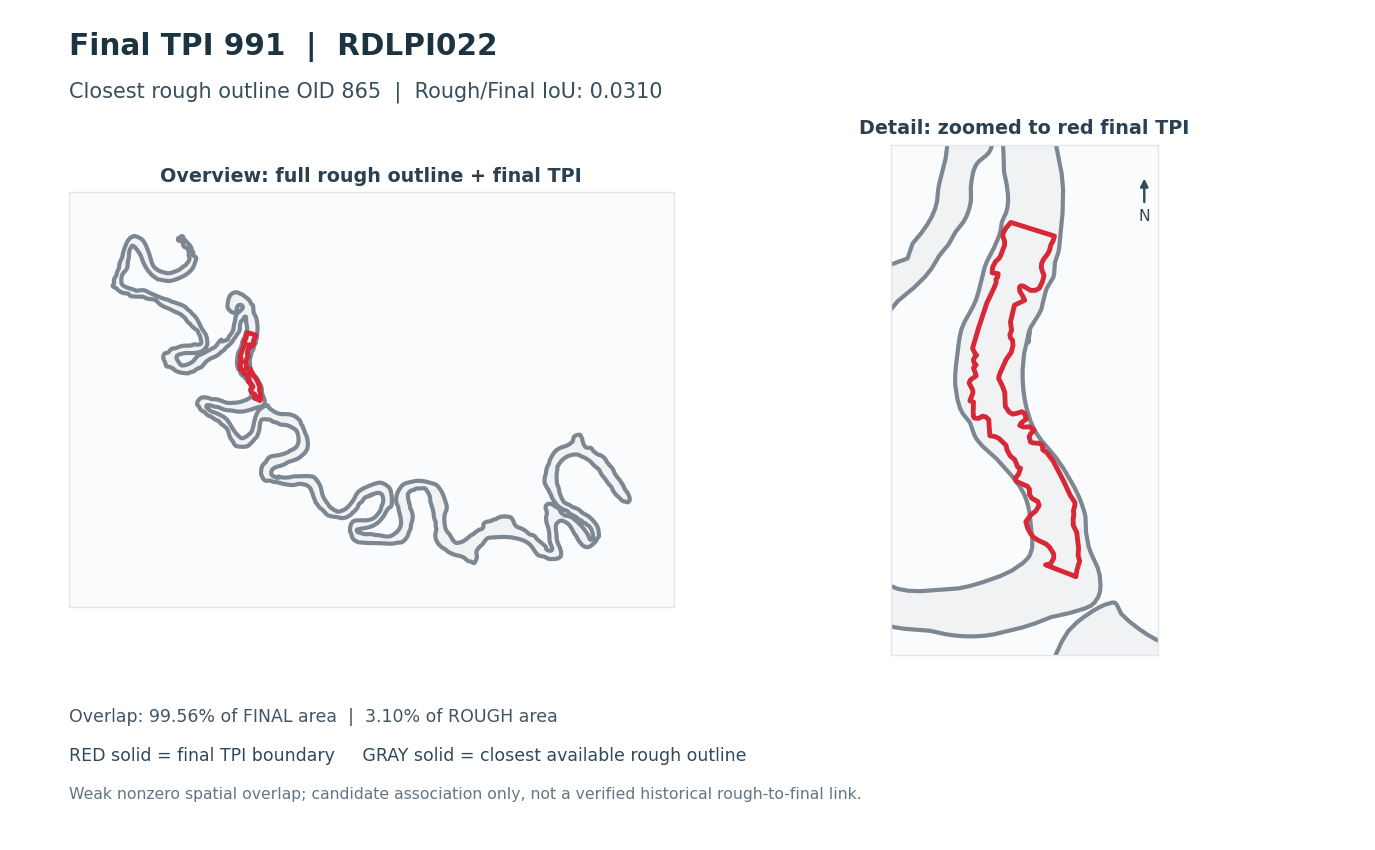 Final TPI 991  |  RDLPI022
Closest rough outline OID 865  |  Rough/Final IoU: 0.0310
Detail: zoomed to red final TPI
Overview: full rough outline + final TPI
N
Overlap: 99.56% of FINAL area  |  3.10% of ROUGH area
RED solid = final TPI boundary     GRAY solid = closest available rough outline
Weak nonzero spatial overlap; candidate association only, not a verified historical rough-to-final link.